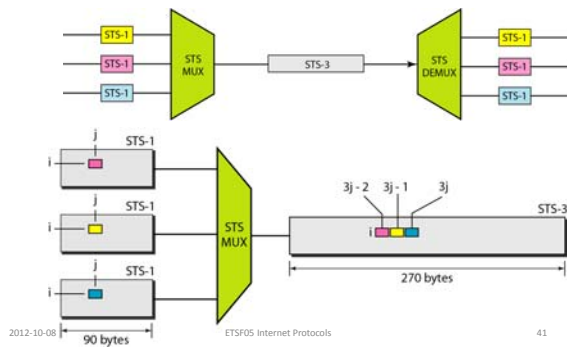 STS-1
STS-1
STS-1
STS
MUX
STS-3
STS
DEMUX
STS-1
STS-1
STS-1
j
STS-1
i
j
STS-1
i
j
STS-1
i
90 bytes
STS
MUX
3j - 2
3j - 1
3j
STS-3
i
270 bytes
2012-10-08
ETSF05 Internet Protocols
41